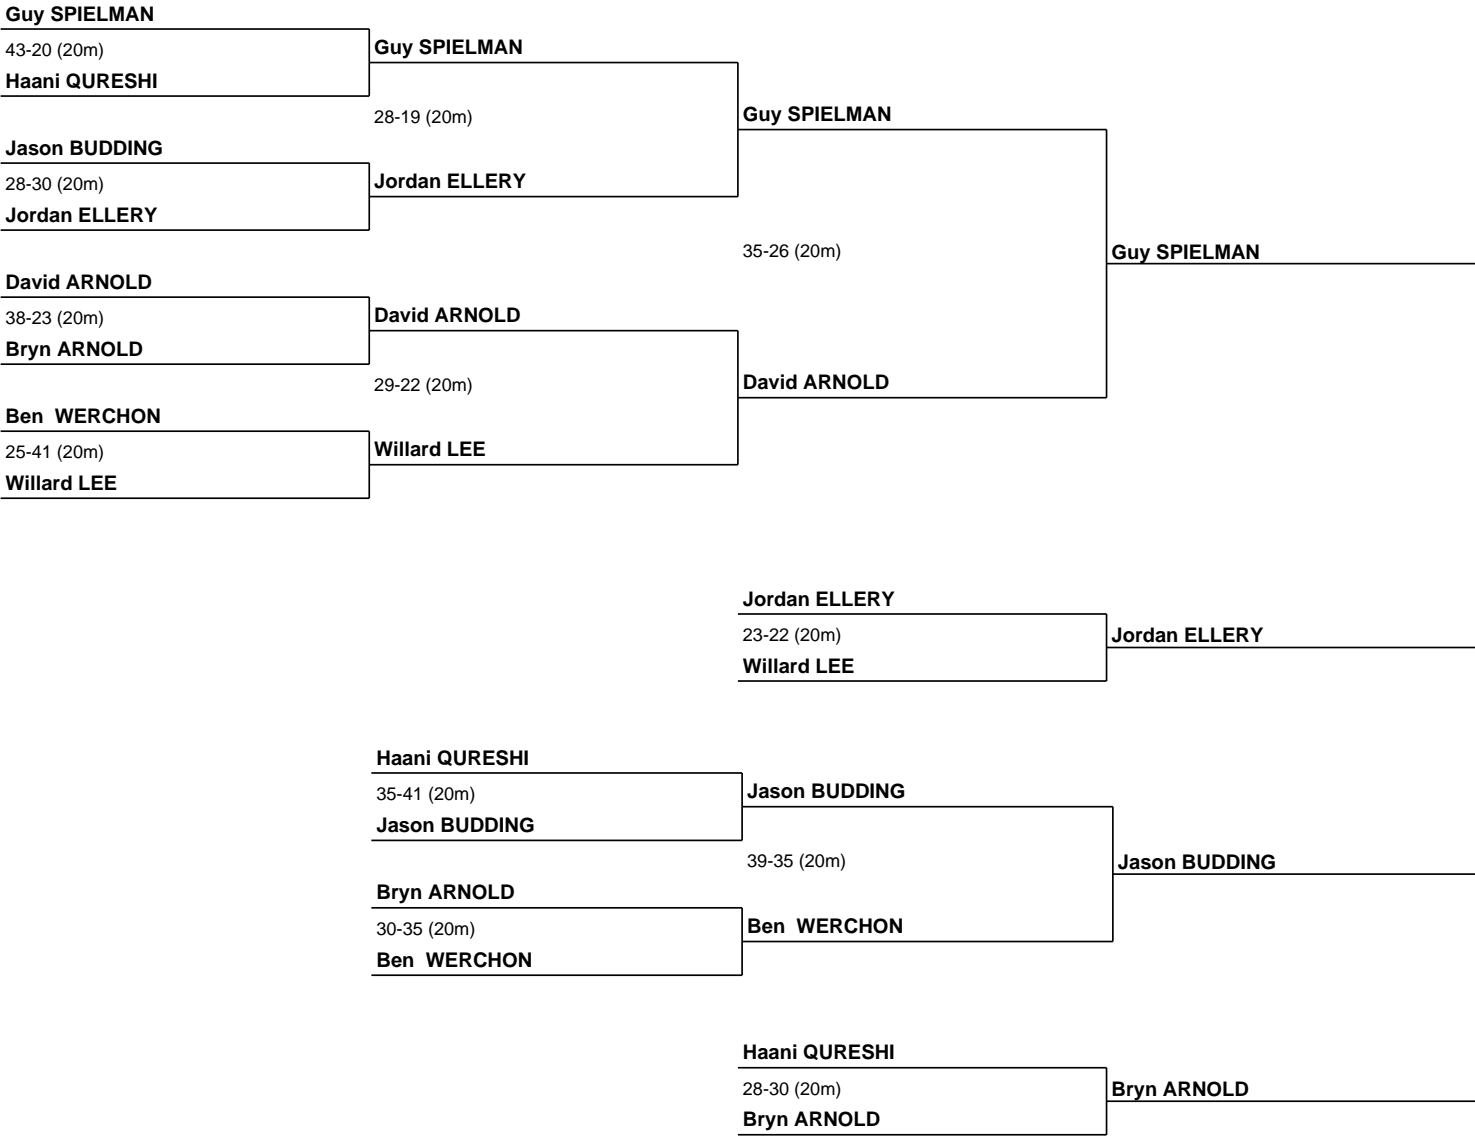 Guy SPIELMAN
43-20 (20m)
Haani QURESHI
Guy SPIELMAN
28-19 (20m)
Jason BUDDING
28-30 (20m)
Jordan ELLERY
Jordan ELLERY
Guy SPIELMAN
35-26 (20m)
Guy SPIELMAN
David ARNOLD
38-23 (20m)
Bryn ARNOLD
David ARNOLD
29-22 (20m)
Ben  WERCHON
25-41 (20m)
Willard LEE
Willard LEE
David ARNOLD
Jordan ELLERY
23-22 (20m)
Willard LEE
Jordan ELLERY
Haani QURESHI
35-41 (20m)
Jason BUDDING
Jason BUDDING
39-35 (20m)
Jason BUDDING
Bryn ARNOLD
30-35 (20m)
Ben  WERCHON
Ben  WERCHON
Haani QURESHI
28-30 (20m)
Bryn ARNOLD
Bryn ARNOLD